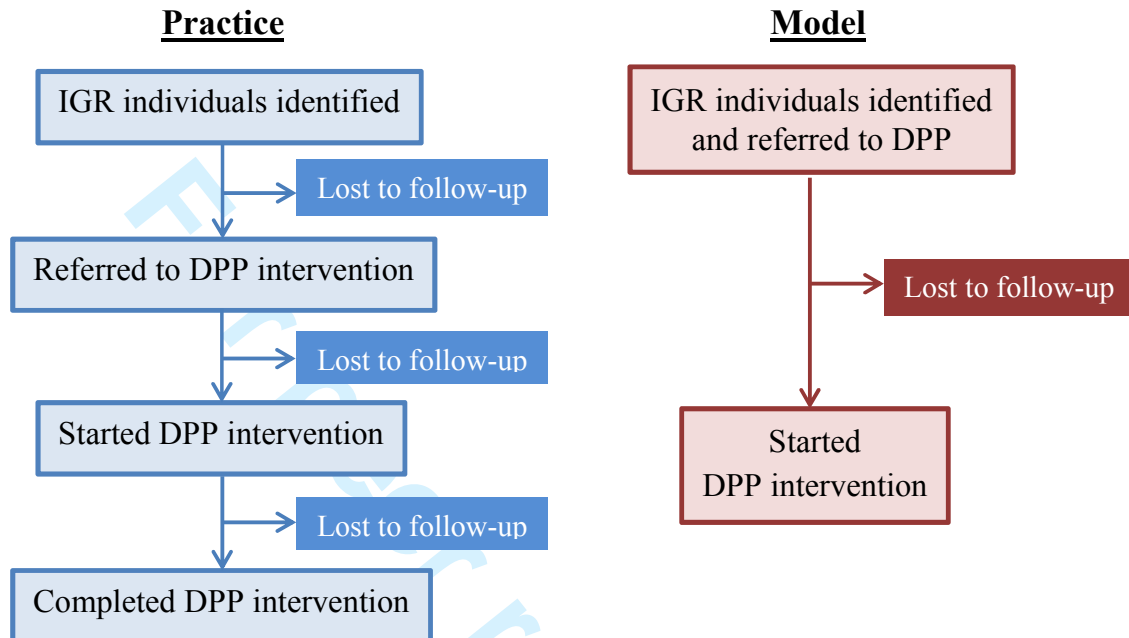 Practice
IGR individuals identified
Lost to follow-up
Referred to DPP intervention
Lost to follow-up
Started DPP intervention
Lost to follow-up
Completed DPP intervention
Model
IGR individuals identified
and referred to DPP
Lost to follow-up
Started
DPP intervention